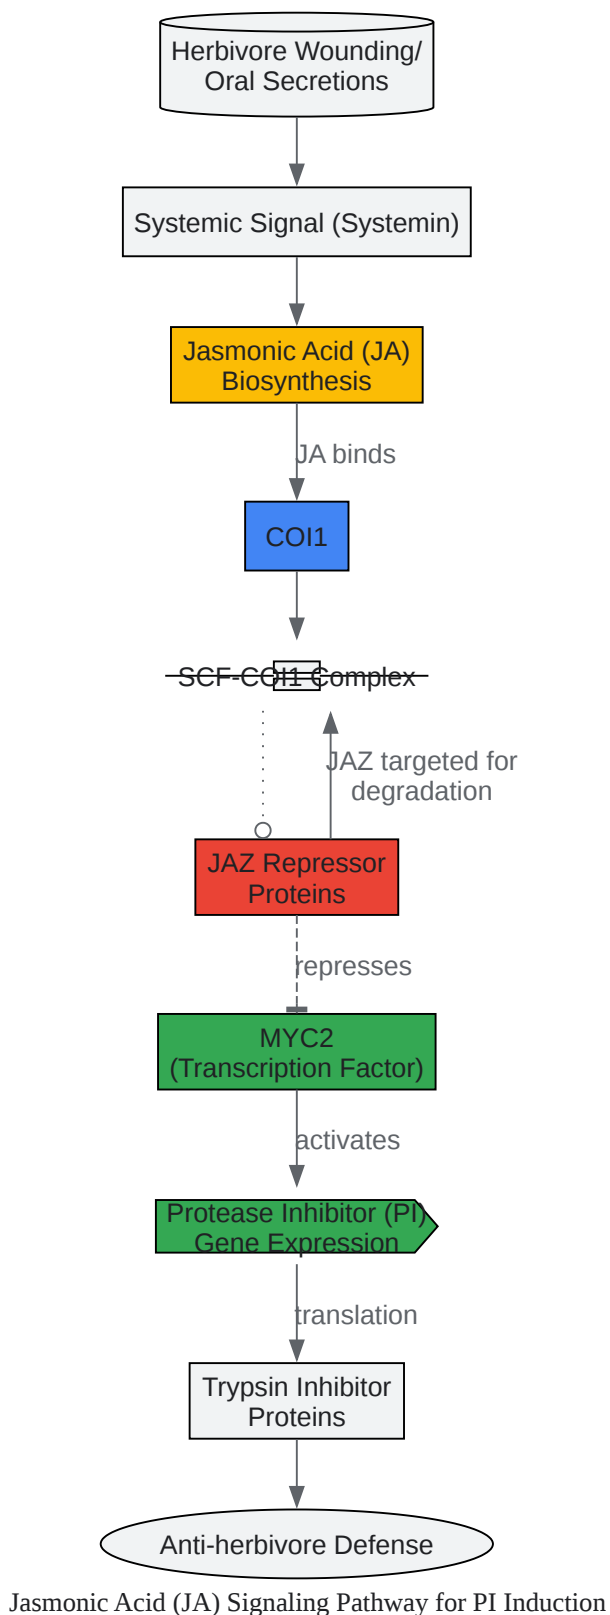 Herbivore Wounding/
Oral Secretions
Systemic Signal (Systemin)
Jasmonic Acid (JA)
Biosynthesis
JA binds
COI1
SCF-COI1 Complex
JAZ targeted for
degradation
JAZ Repressor
Proteins
represses
MYC2
(Transcription Factor)
activates
Protease Inhibitor (PI)
Gene Expression
translation
Trypsin Inhibitor
Proteins
Anti-herbivore Defense
Jasmonic Acid (JA) Signaling Pathway for PI Induction